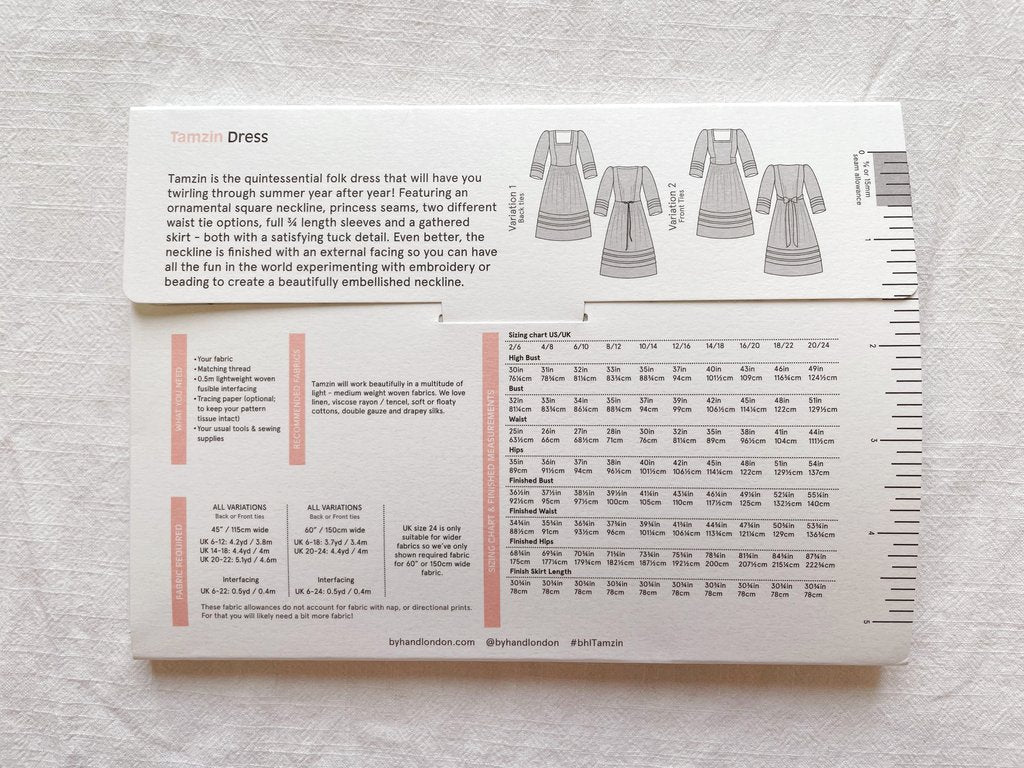 Tamzin Dress
Tamzin is the quintessential folk dress that will have you
twirling through summer year after year! Featuring an
ornamental square neckline, princess seams, two different
waist tie options, full ¾ length sleeves and a gathered
skirt - both with a satisfying tuck detail. Even better, the
neckline is finished with an external facing so you can have
all the fun in the world experimenting with embroidery or
beading to create a beautifully embellished neckline.
Variation 1
Back ties
Variation 2
Front Ties
0
⅝ or 15mm
seam allowance
1
2
3
4
5
WHAT YOU NEED
• Your fabric
• Matching thread
• 0.5m lightweight woven
fusible interfacing
• Tracing paper (optional;
to keep your pattern
tissue intact)
• Your usual tools & sewing
supplies
RECOMMENDED FABRICS
Tamzin will work beautifully in a multitude of
light - medium weight woven fabrics. We love
linen, viscose rayon / tencel, soft or floaty
cottons, double gauze and drapey silks.
FABRIC REQUIRED
ALL VARIATIONS
Back or Front ties
45" / 115cm wide
UK 6-12: 4.2yd / 3.8m
UK 14-18: 4.4yd / 4m
UK 20-22: 5.1yd / 4.6m
Interfacing
UK 6-22: 0.5yd / 0.4m
ALL VARIATIONS
Back or Front ties
60" / 150cm wide
UK 6-18: 3.7yd / 3.4m
UK 20-24: 4.4yd / 4m
Interfacing
UK 6-24: 0.5yd / 0.4m
UK size 24 is only
suitable for wider
fabrics so we've only
shown required fabric
for 60" or 150cm wide
fabric.
These fabric allowances do not account for fabric with nap, or directional prints.
For that you will likely need a bit more fabric!
SIZING CHART & FINISHED MEASUREMENTS
Sizing chart US/UK
2/6 4/8 6/10 8/12 10/14 12/16 14/18 16/20 18/22 20/24
High Bust
30in 31in 32in 33in 35in 37in 40in 43in 46in 49in
76¼cm 78¾cm 81¼cm 83¾cm 88¾cm 94cm 101½cm 109cm 116¾cm 124½cm
Bust
32in 33in 34in 35in 37in 39in 42in 45in 48in 51in
81¼cm 83¾cm 86¼cm 88¾cm 94cm 99cm 106½cm 114¼cm 122cm 129½cm
Waist
25in 26in 27in 28in 30in 32in 35in 38in 41in 44in
63½cm 66cm 68½cm 71cm 76cm 81¼cm 89cm 96½cm 104cm 111½cm
Hips
35in 36in 37in 38in 40in 42in 45in 48in 51in 54in
89cm 91½cm 94cm 96½cm 101½cm 106½cm 114¼cm 122cm 129½cm 137cm
Finished Bust
36½in 37½in 38½in 39½in 41¼in 43¼in 46¼in 49¼in 52¼in 55¼in
92½cm 95cm 97½cm 100cm 105cm 110cm 117½cm 125cm 132½cm 140cm
Finished Waist
34¾in 35¾in 36¾in 37¾in 39¾in 41¾in 44¾in 47¾in 50¾in 53¾in
88½cm 91cm 93½cm 96cm 101¼cm 106¼cm 113¾cm 121¼cm 129cm 136¾cm
Finished Hips
68¾in 69¾in 70¾in 71¾in 73¾in 75¾in 78¾in 81¾in 84¾in 87¾in
175cm 177¼cm 179¾cm 182½cm 187½cm 192½cm 200cm 207½cm 215¼cm 222¾cm
Finish Skirt Length
30¾in 30¾in 30¾in 30¾in 30¾in 30¾in 30¾in 30¾in 30¾in 30¾in
78cm 78cm 78cm 78cm 78cm 78cm 78cm 78cm 78cm 78cm
byhandlondon.com @byhandlondon #bhlTamzin